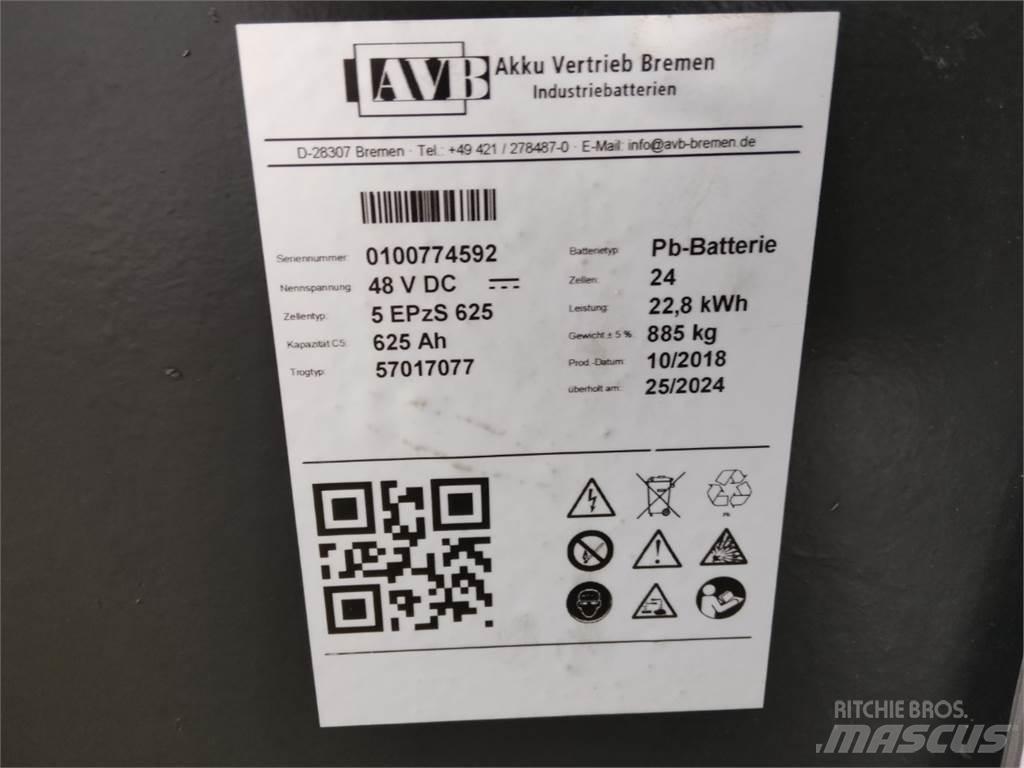 AVB Akku Vertrieb Bremen
Industriebatterien
D-28307 Bremen · Tel.: +49 421 / 278487-0 · E-Mail: info@avb-bremen.de
Seriennummer: 0100774592
Nennspannung: 48 V DC
Zellentyp: 5 EPzS 625
Kapazität C5: 625 Ah
Trogtyp: 57017077
Batterietyp: Pb-Batterie
Zellen: 24
Leistung: 22,8 kWh
Gewicht ± 5 %: 885 kg
Prod.-Datum: 10/2018
überholt am: 25/2024
Pb
RITCHIE BROS.
MASCUS